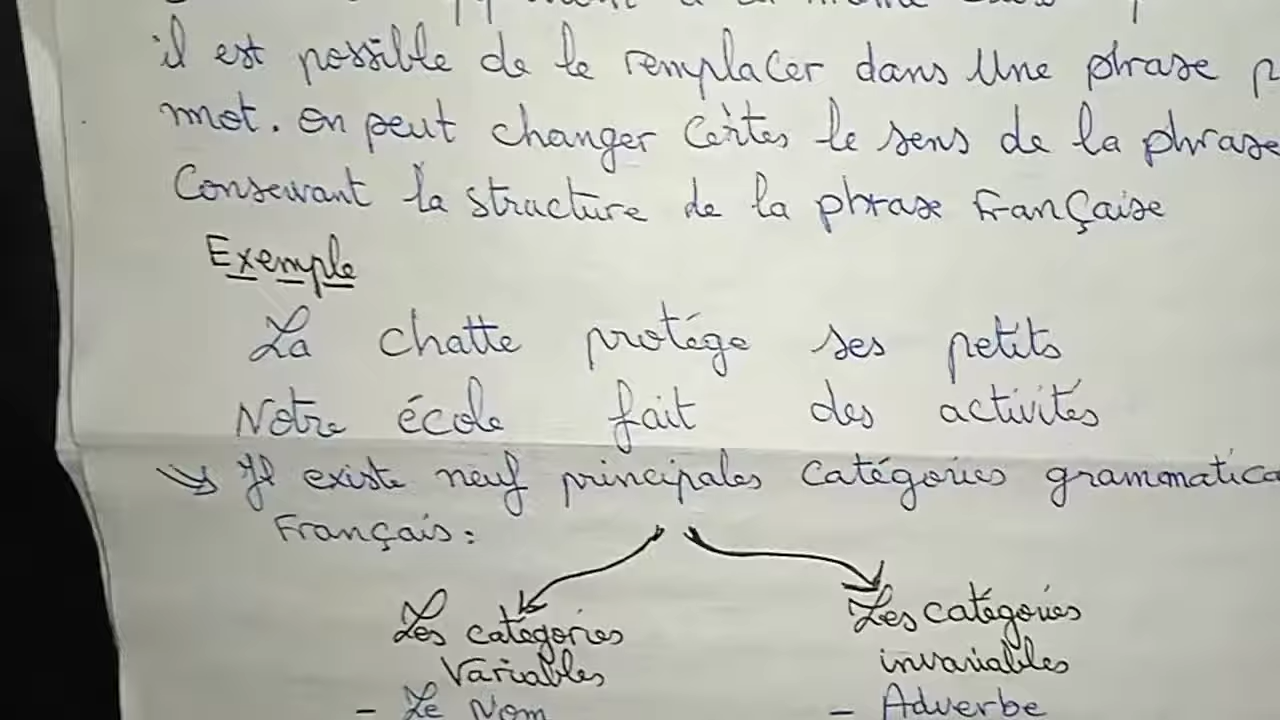 il est possible de le remplacer dans une phrase
mot. on peut changer certes le sens de la phrase
Conservant la structure de la phrase Française
Exemple
La chatte protége ses petits
Notre école fait des activités
Il existe neuf principales catégories
Français :
Les catégories Les catégories
Variables invariables
- Le Nom - Adverbe